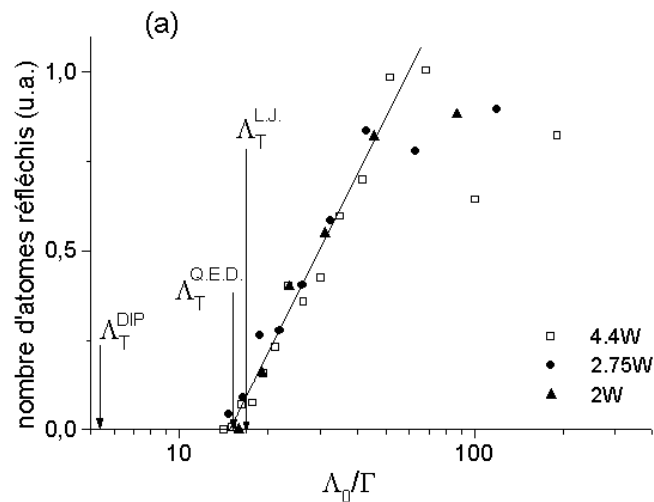 (a)
nombre d'atomes réfléchis (u.a.)
1,0
0,5
0,0
Λ_T^{L.J.}
Λ_T^{Q.E.D.}
Λ_T^{DIP}
4.4W
2.75W
2W
10
100
Λ_0/Γ